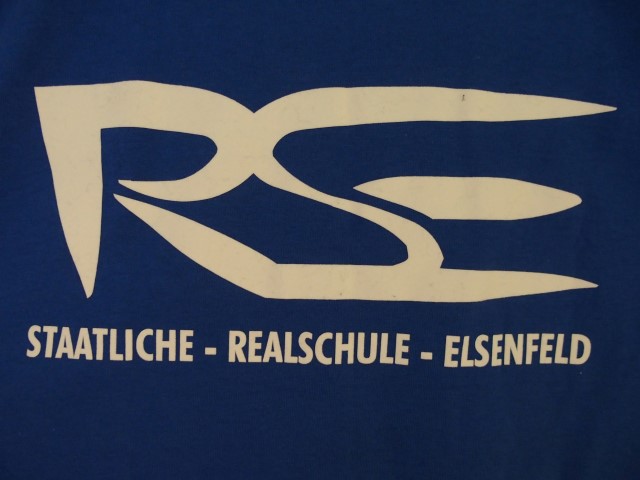 RSE
STAATLICHE - REALSCHULE - ELSENFELD